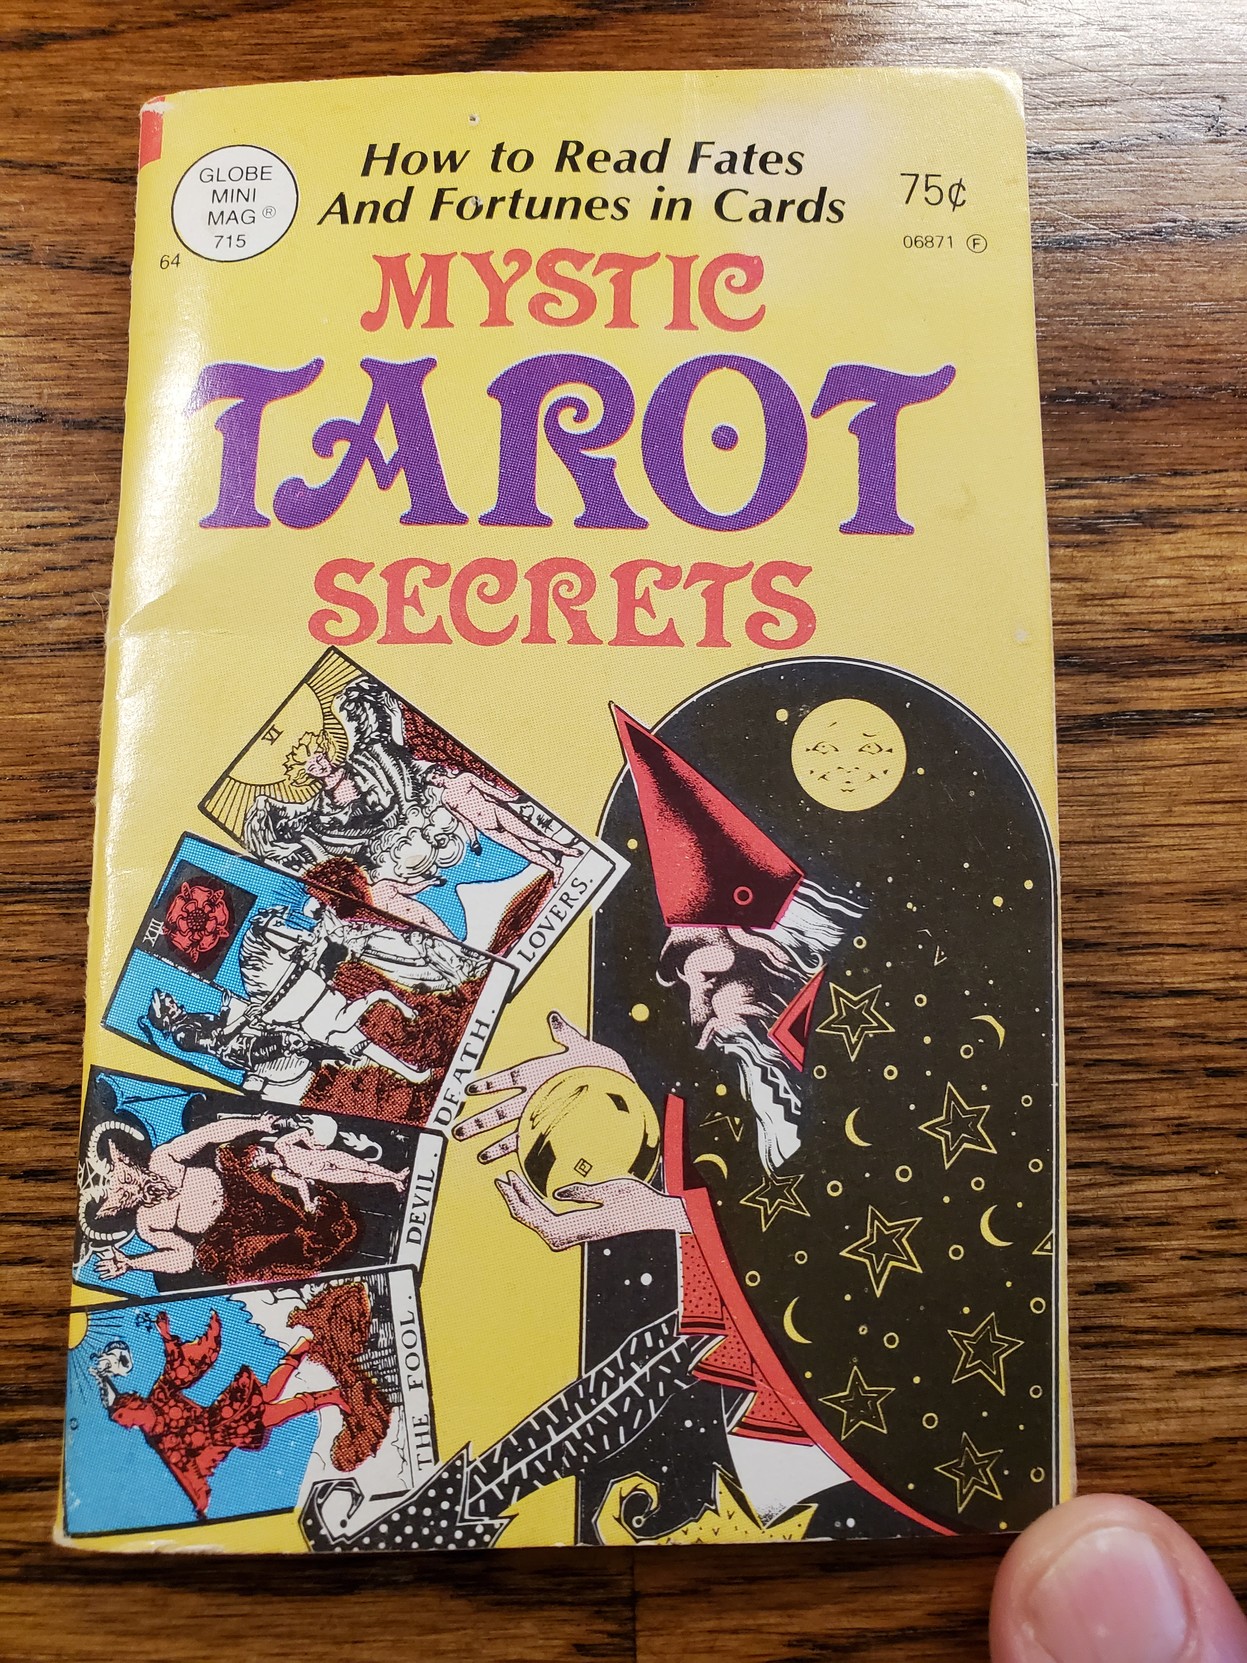 GLOBE
MINI
MAG ®
715
64
How to Read Fates
And Fortunes in Cards
75¢
06871 Ⓕ
MYSTIC
TAROT
SECRETS
VI
LOVERS.
XIII
DEATH.
DEVIL.
0
THE FOOL.